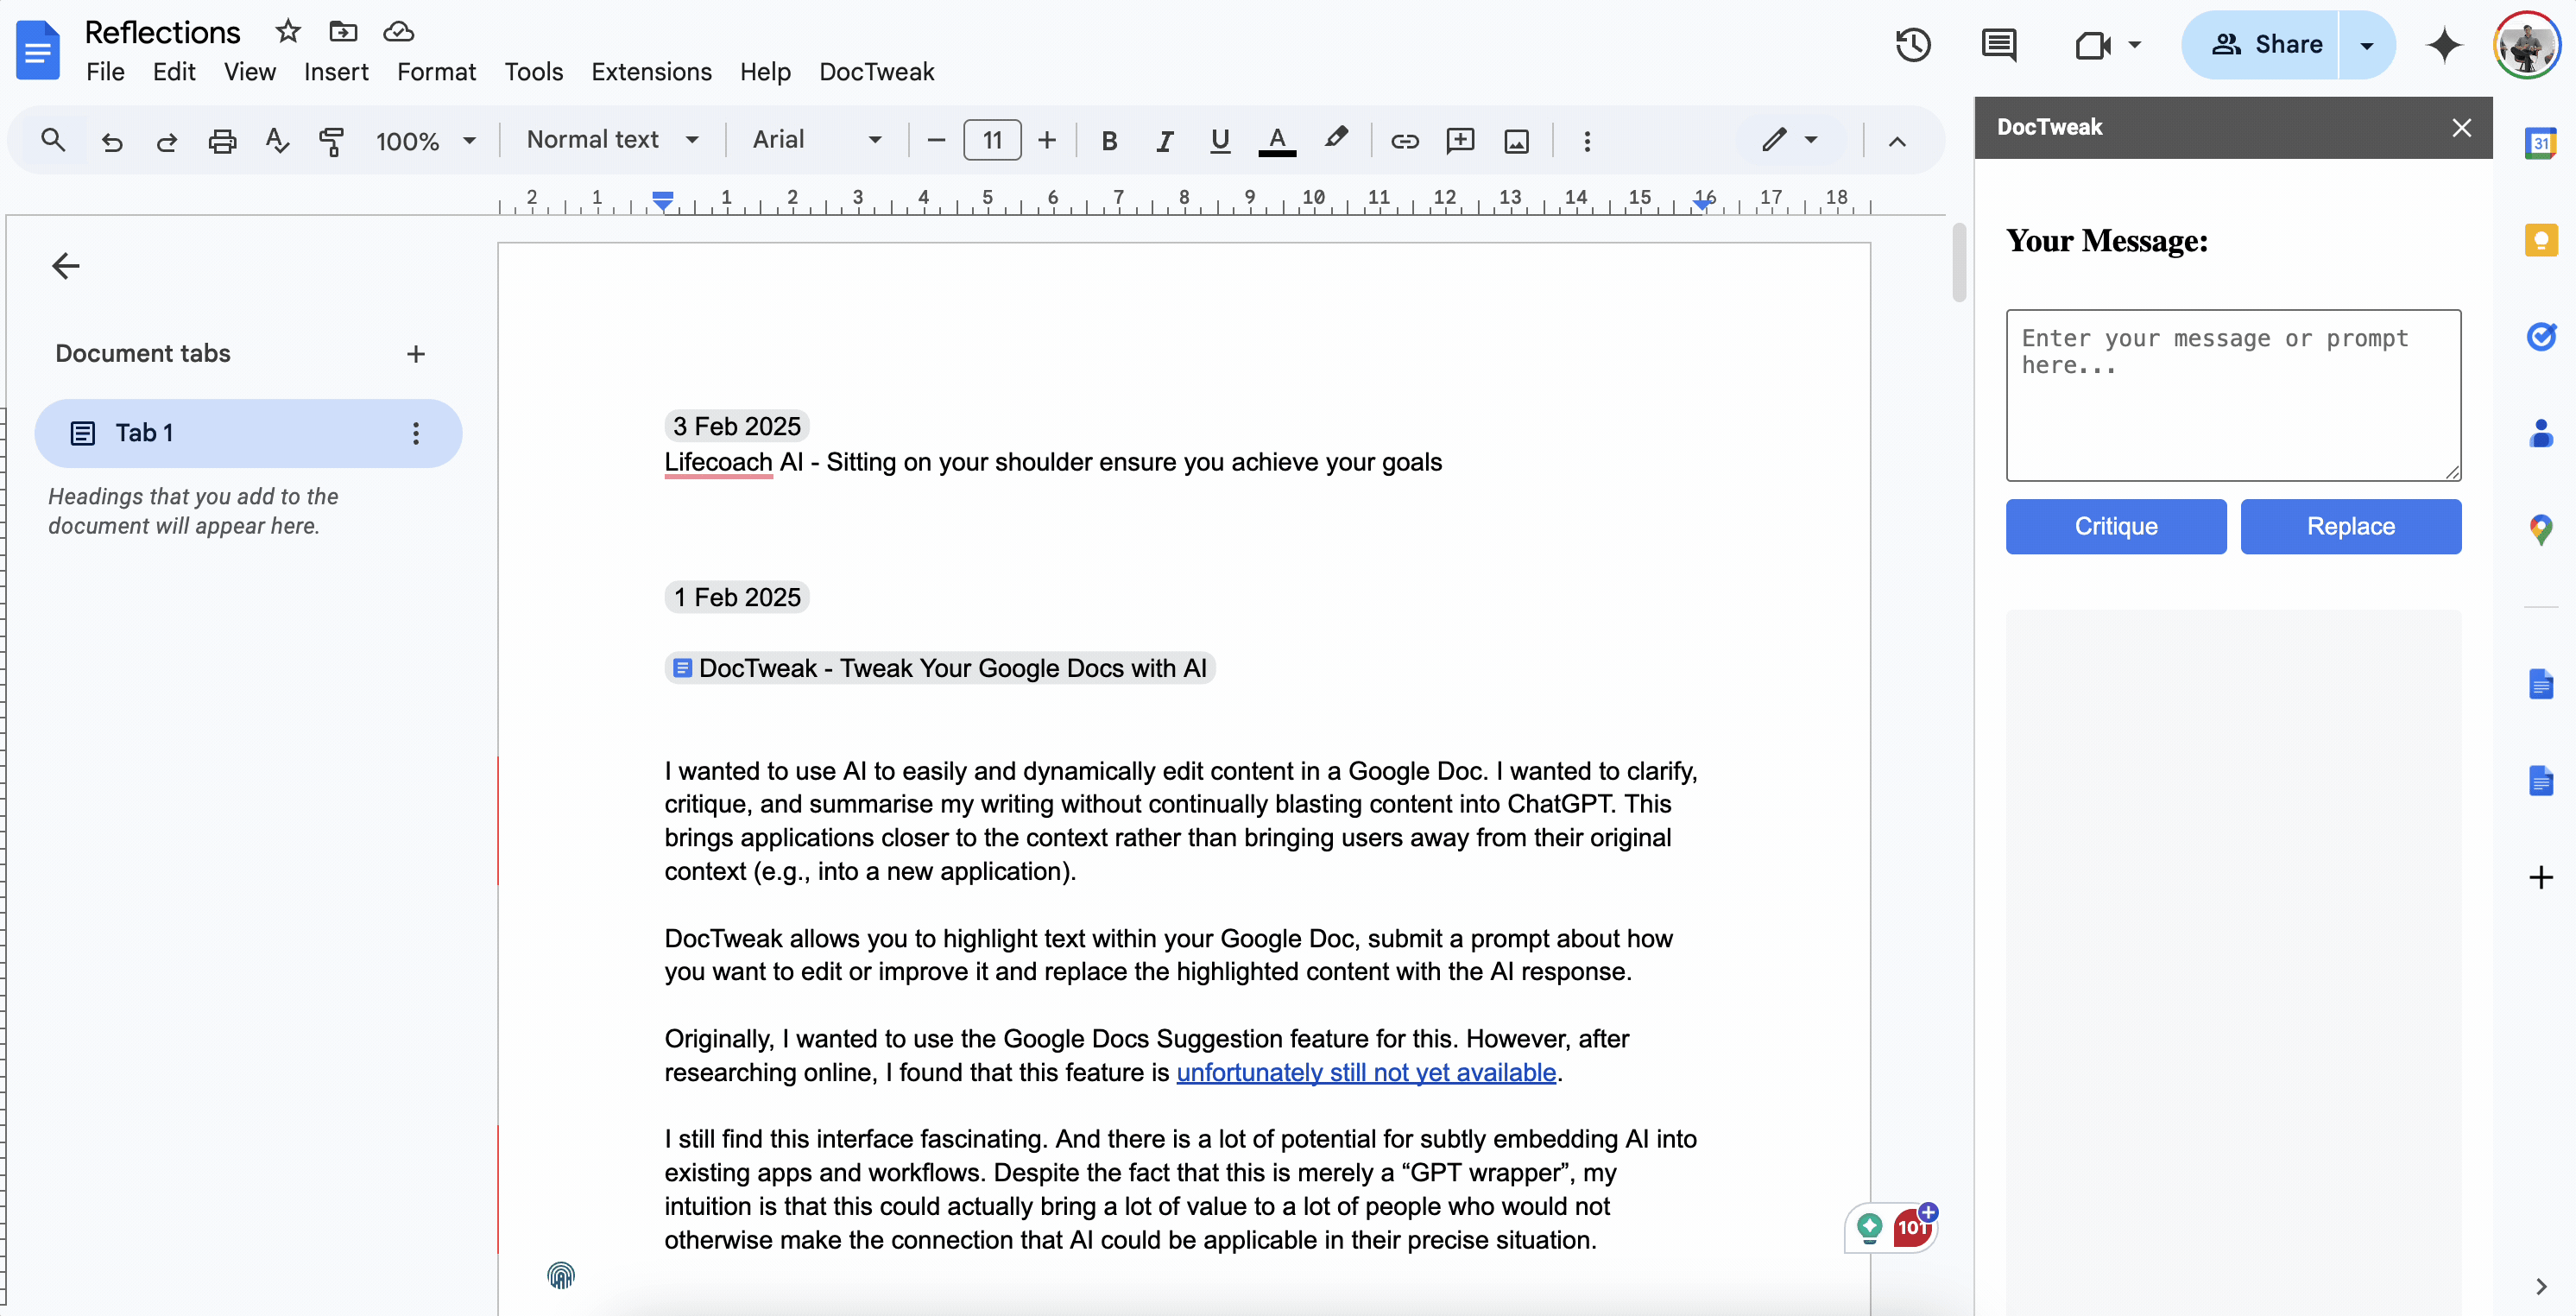 Reflections
File Edit View Insert Format Tools Extensions Help DocTweak
Share
100% Normal text Arial 11 B I U A
2 1 1 2 3 4 5 6 7 8 9 10 11 12 13 14 15 16 17 18
Document tabs
Tab 1
Headings that you add to the
document will appear here.
3 Feb 2025
Lifecoach AI - Sitting on your shoulder ensure you achieve your goals
1 Feb 2025
DocTweak - Tweak Your Google Docs with AI
I wanted to use AI to easily and dynamically edit content in a Google Doc. I wanted to clarify,
critique, and summarise my writing without continually blasting content into ChatGPT. This
brings applications closer to the context rather than bringing users away from their original
context (e.g., into a new application).
DocTweak allows you to highlight text within your Google Doc, submit a prompt about how
you want to edit or improve it and replace the highlighted content with the AI response.
Originally, I wanted to use the Google Docs Suggestion feature for this. However, after
researching online, I found that this feature is unfortunately still not yet available.
I still find this interface fascinating. And there is a lot of potential for subtly embedding AI into
existing apps and workflows. Despite the fact that this is merely a “GPT wrapper”, my
intuition is that this could actually bring a lot of value to a lot of people who would not
otherwise make the connection that AI could be applicable in their precise situation.
101
DocTweak
Your Message:
Enter your message or prompt
here...
Critique Replace
31